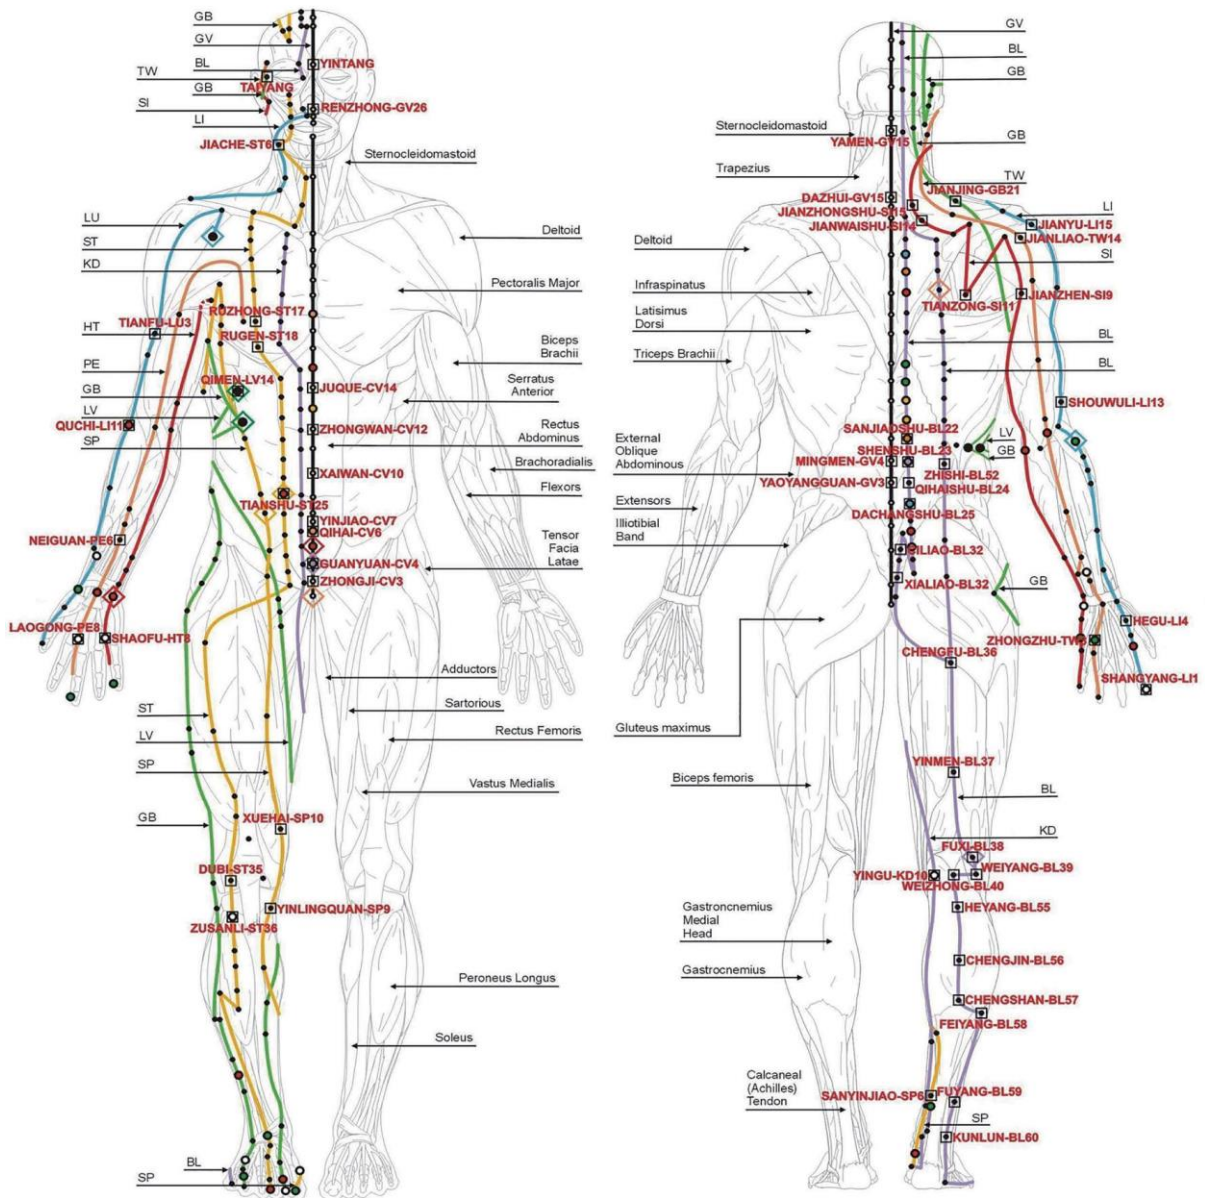 GB
GV
BL
YINTANG
TW
TAIYANG
GB
SI
RENZHONG-GV26
LI
JIACHE-ST6
Sternocleidomastoid
LU
ST
KD
Deltoid
Pectoralis Major
RUZHONG-ST17
TIANFU-LU3
HT
RUGEN-ST18
Biceps
Brachii
PE
QIMEN-LV14
JUQUE-CV14
Serratus
Anterior
GB
LV
QUCHI-LI11
ZHONGWAN-CV12
Rectus
Abdominus
SP
XAIWAN-CV10
Brachoradialis
Flexors
TIANSHU-ST25
YINJIAO-CV7
QIHAI-CV6
NEIGUAN-PE6
Tensor
Facia
Latae
GUANYUAN-CV4
ZHONGJI-CV3
LAOGONG-PE8
SHAOFU-HT8
Adductors
Sartorious
ST
LV
Rectus Femoris
SP
Vastus Medialis
GB
XUEHAI-SP10
DUBI-ST35
YINLINGQUAN-SP9
ZUSANLI-ST36
Peroneus Longus
Soleus
BL
SP
GV
BL
GB
Sternocleidomastoid
YAMEN-GV15
GB
Trapezius
TW
JIANJING-GB21
DAZHUI-GV15
JIANZHONGSHU-SI15
LI
JIANWAISHU-SI14
JIANYU-LI15
JIANLIAO-TW14
Deltoid
SI
Infraspinatus
TIANZONG-SI11
JIANZHEN-SI9
Latisimus
Dorsi
BL
Triceps Brachii
BL
SHOUWULI-LI13
SANJIAOSHU-BL22
External
Oblique
Abdominous
LV
GB
SHENSHU-BL23
MINGMEN-GV4
ZHISHI-BL52
YAOYANGGUAN-GV3
QIHAISHU-BL24
Extensors
DACHANGSHU-BL25
Illiotibial
Band
CILIAO-BL32
XIALIAO-BL32
GB
HEGU-LI4
ZHONGZHU-TW
CHENGFU-BL36
SHANGYANG-LI1
Gluteus maximus
YINMEN-BL37
Biceps femoris
BL
KD
FUXI-BL38
WEIYANG-BL39
YINGU-KD10
WEIZHONG-BL40
Gastroncnemius
Medial
Head
HEYANG-BL55
CHENGJIN-BL56
Gastrocnemius
CHENGSHAN-BL57
FEIYANG-BL58
Calcaneal
(Achilles)
Tendon
SANYINJIAO-SP6
FUYANG-BL59
SP
KUNLUN-BL60